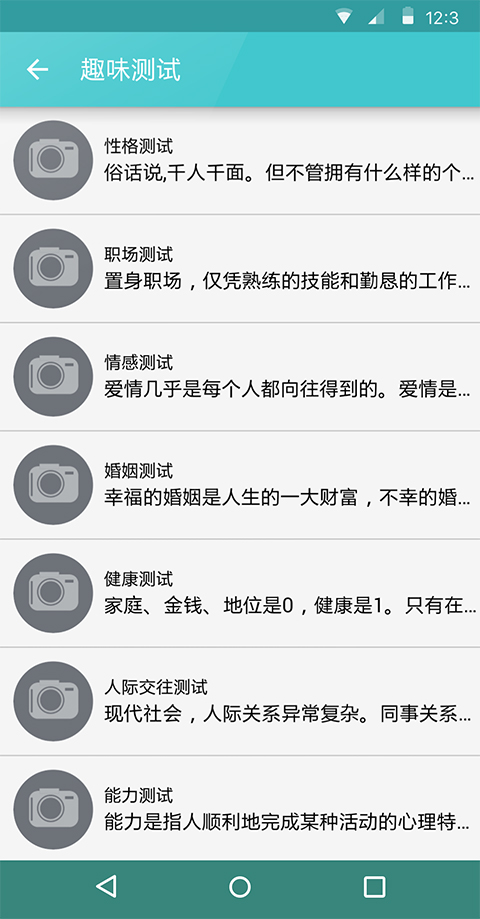 12:3
趣味测试
性格测试
俗话说,千人千面。但不管拥有什么样的个...
职场测试
置身职场，仅凭熟练的技能和勤恳的工作...
情感测试
爱情几乎是每个人都向往得到的。爱情是...
婚姻测试
幸福的婚姻是人生的一大财富，不幸的婚...
健康测试
家庭、金钱、地位是0，健康是1。只有在...
人际交往测试
现代社会，人际关系异常复杂。同事关系...
能力测试
能力是指人顺利地完成某种活动的心理特...